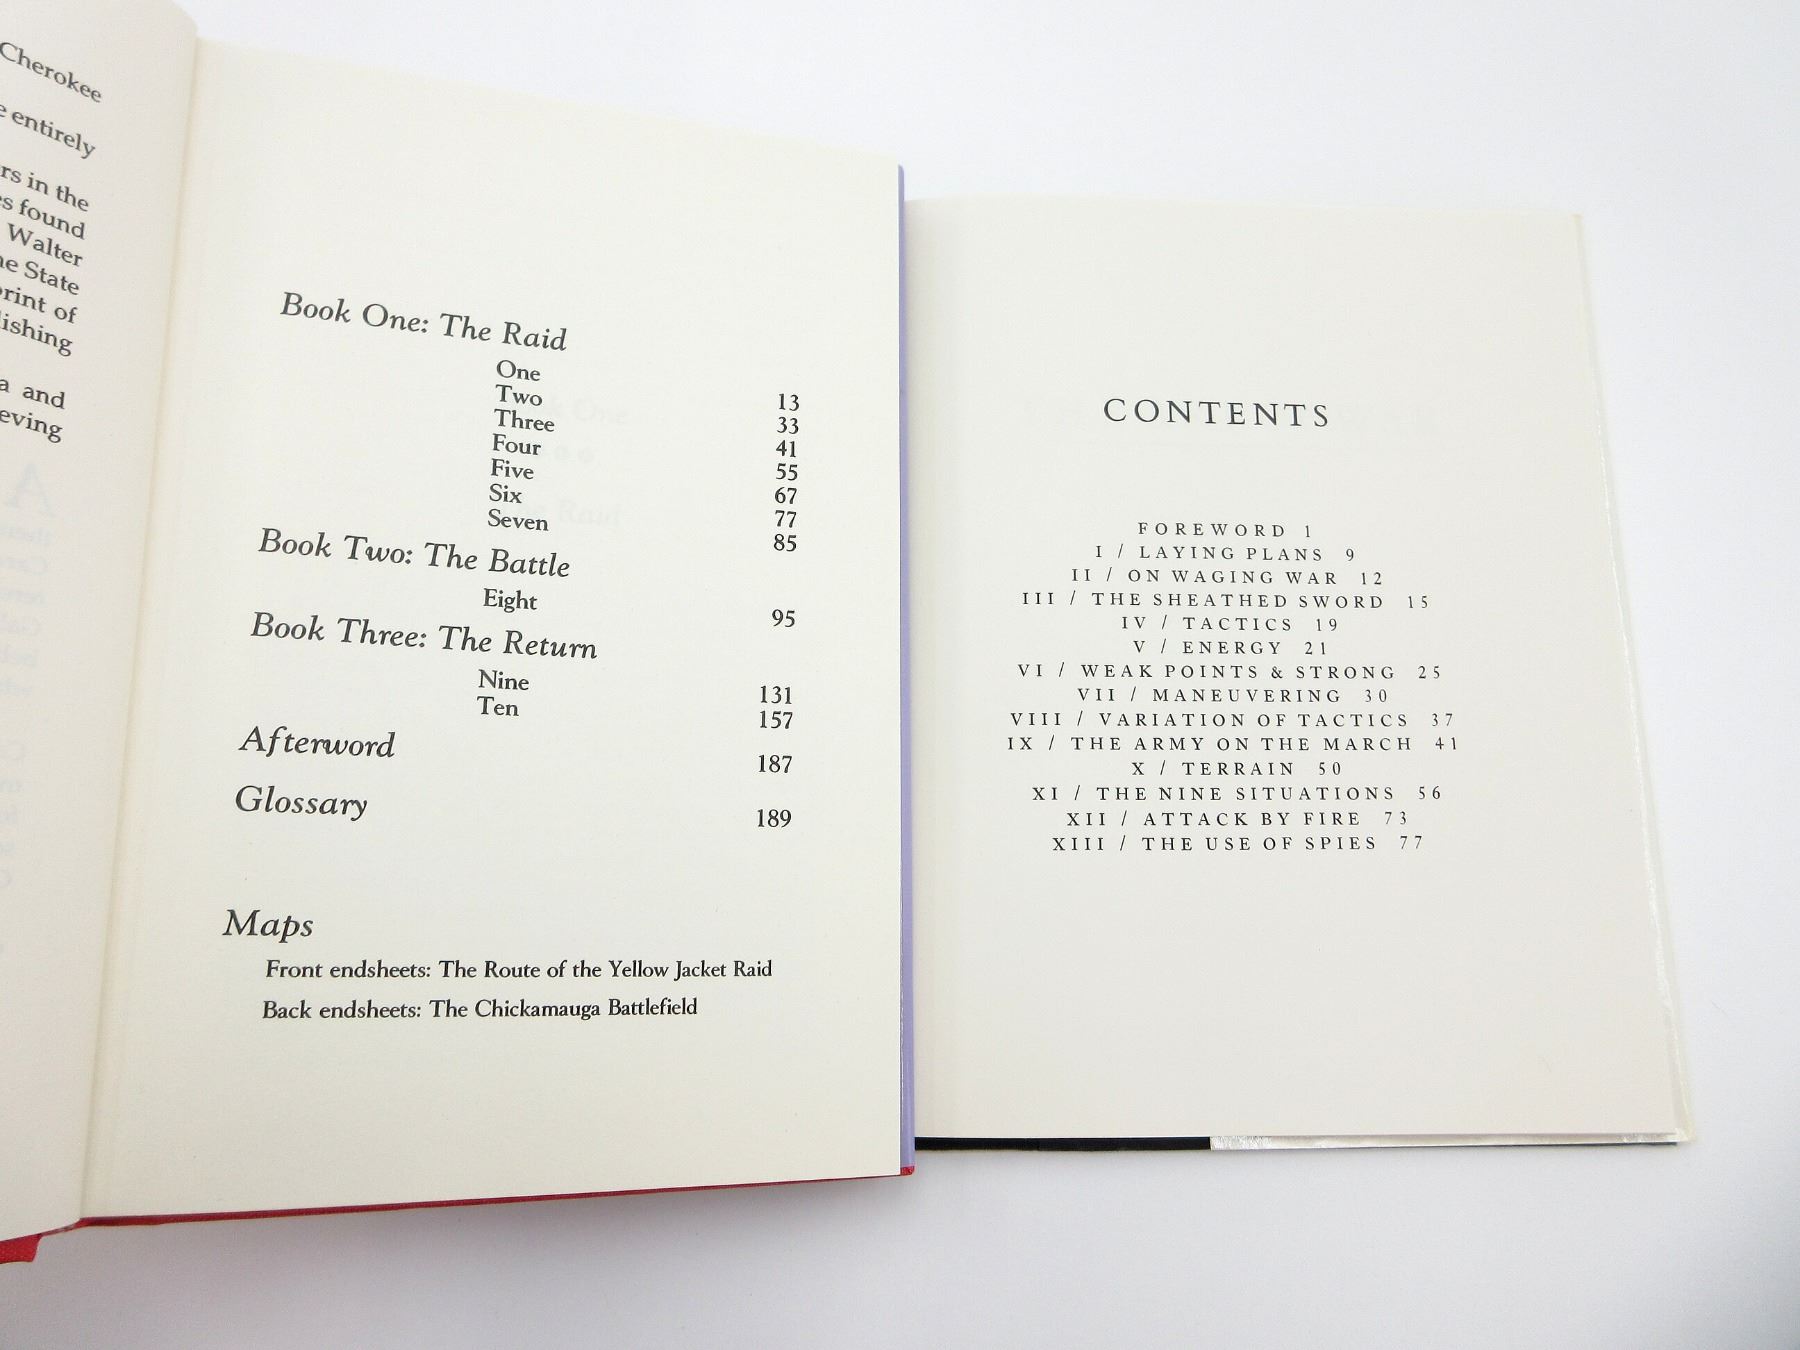 Cherokee
entirely
rs in the
es found
Walter
ne State
print of
lishing
a and
eving
Book One: The Raid
One 13
Two 33
Three 41
Four 55
Five 67
Six 77
Seven 85
Book Two: The Battle
Eight 95
Book Three: The Return
Nine 131
Ten 157
Afterword 187
Glossary 189
Maps
Front endsheets: The Route of the Yellow Jacket Raid
Back endsheets: The Chickamauga Battlefield
CONTENTS
FOREWORD 1
I / LAYING PLANS 9
II / ON WAGING WAR 12
III / THE SHEATHED SWORD 15
IV / TACTICS 19
V / ENERGY 21
VI / WEAK POINTS & STRONG 25
VII / MANEUVERING 30
VIII / VARIATION OF TACTICS 37
IX / THE ARMY ON THE MARCH 41
X / TERRAIN 50
XI / THE NINE SITUATIONS 56
XII / ATTACK BY FIRE 73
XIII / THE USE OF SPIES 77